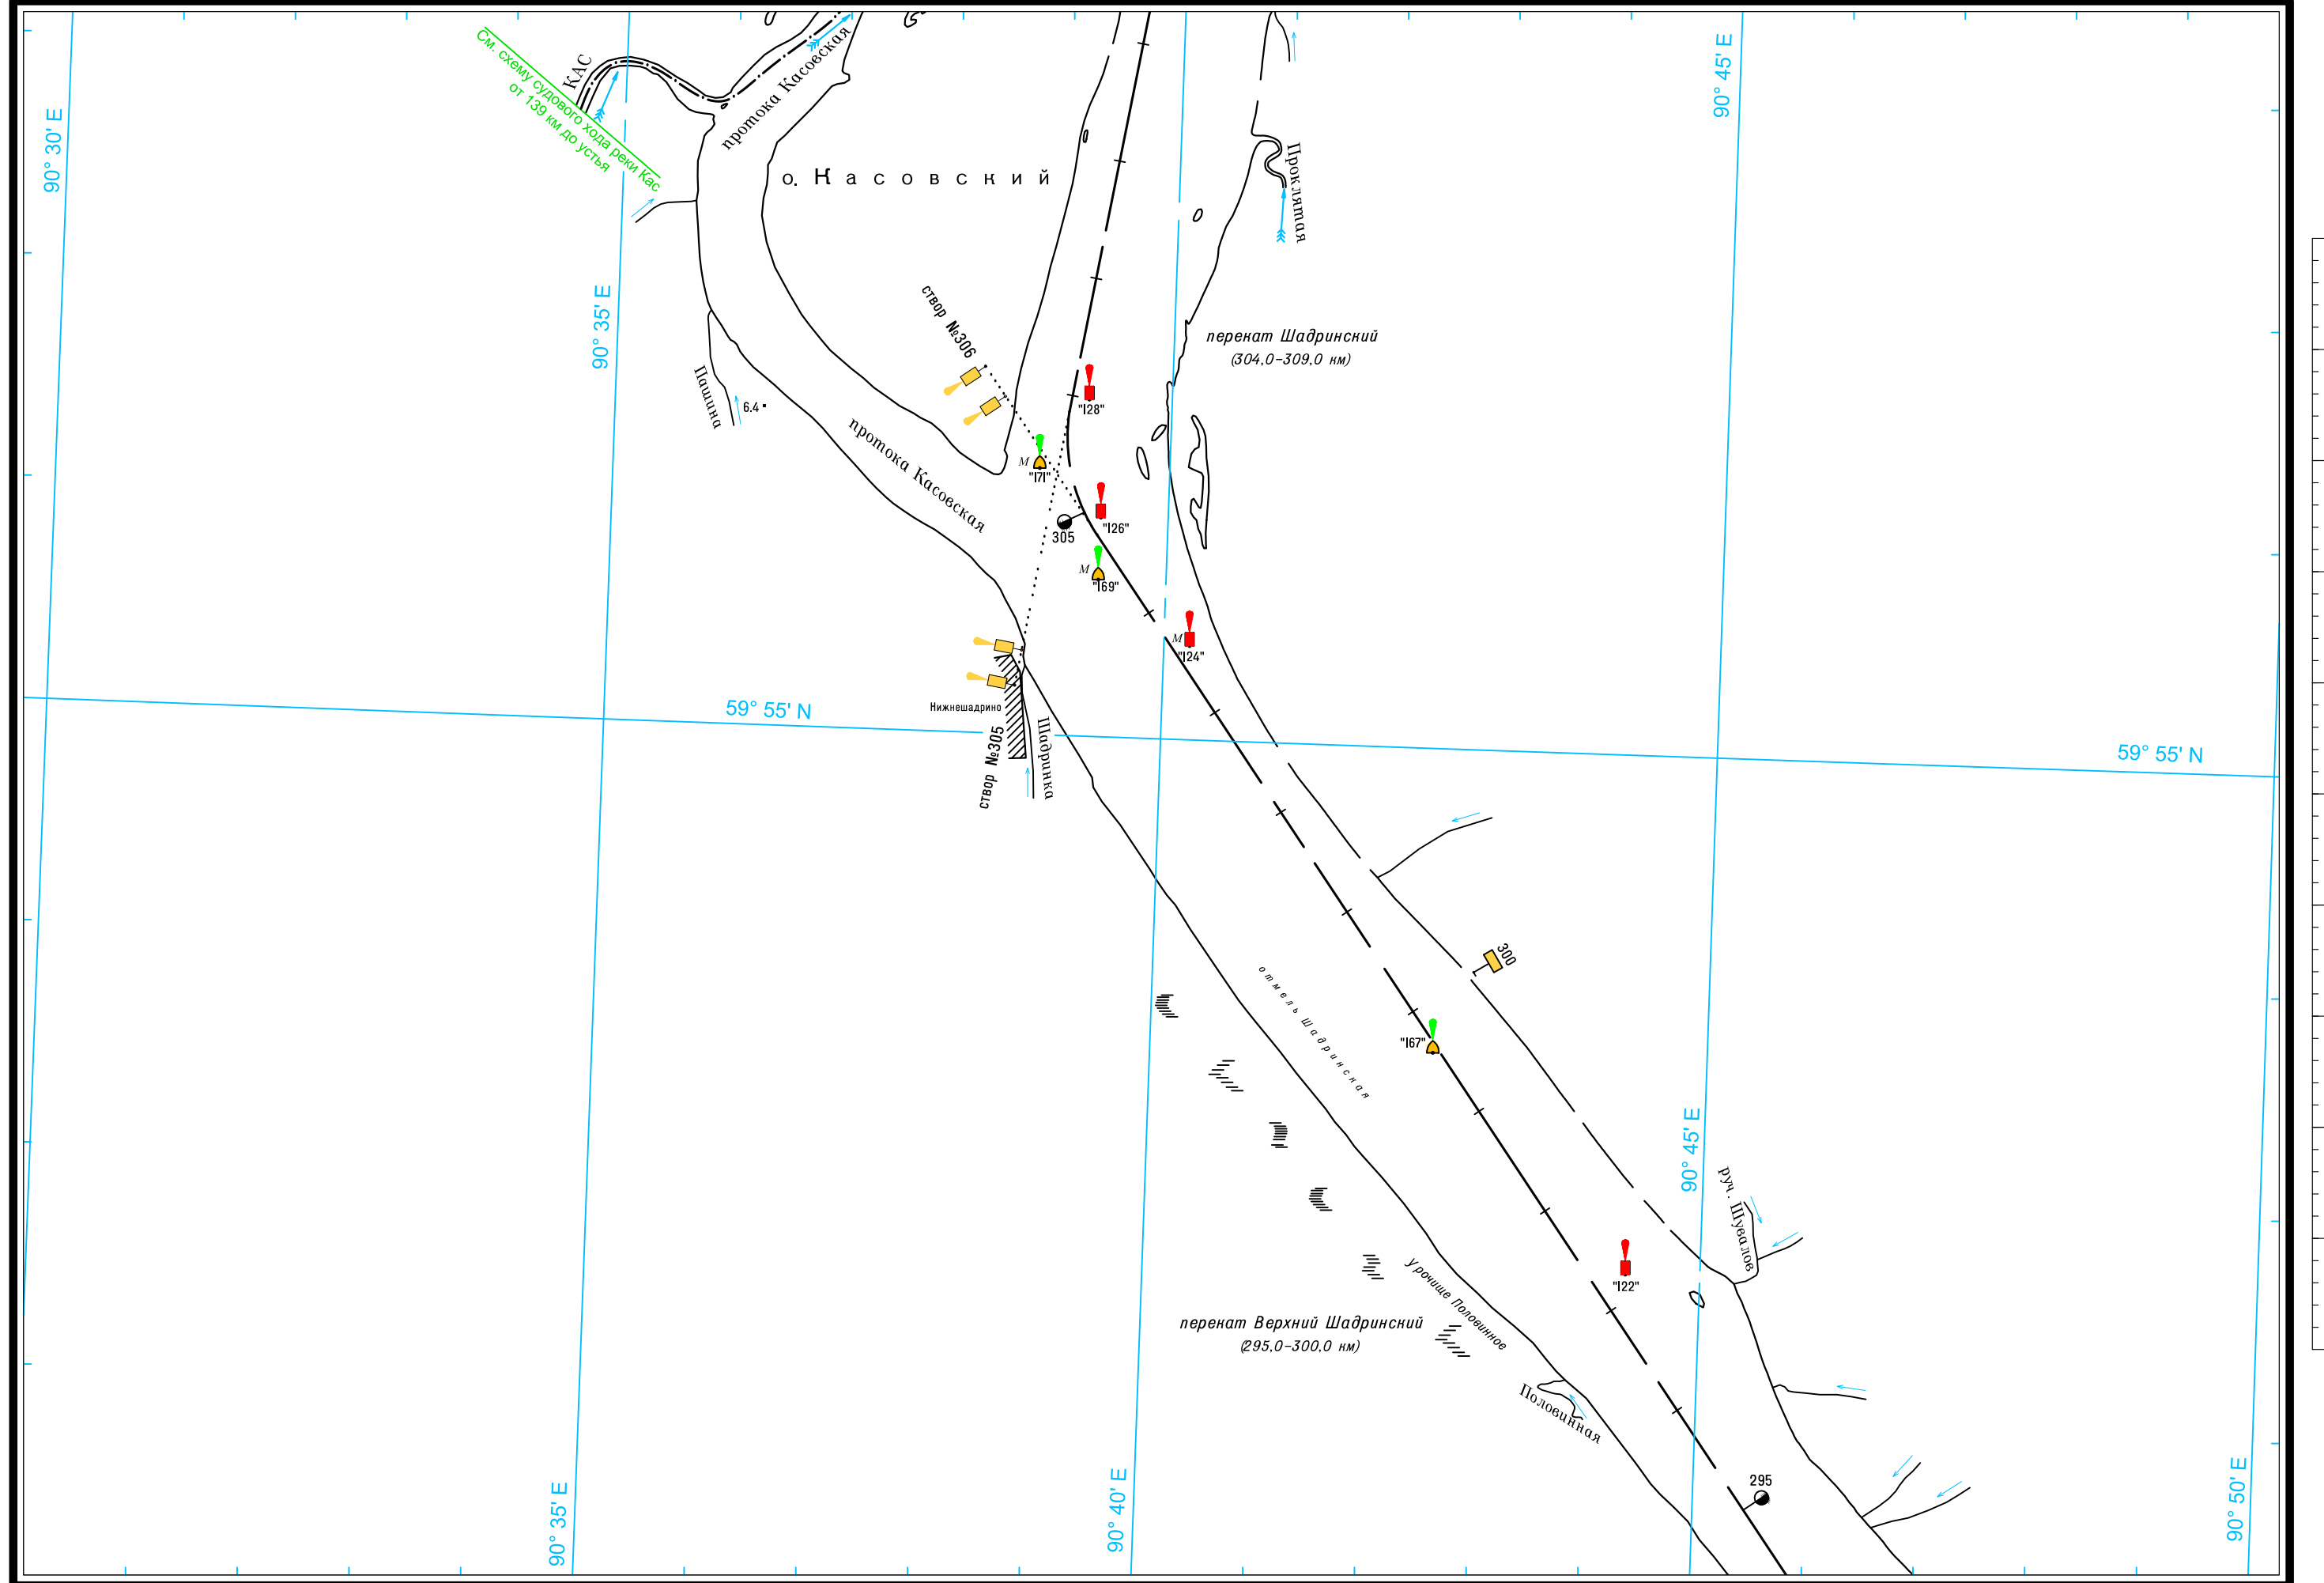 См. схему судового хода реки Кас
от 139 км до устья
КАС
протока Касовская
90° 45' E
90° 30' E
о. Касовский
Проклятая
90° 35' E
створ №306
перекат Шадринский
(304,0-309,0 км)
Пашина
6.4
"128"
протока Касовская
М
"171"
"126"
305
М
"169"
М
"124"
Нижнешадрино
створ №305
Шадринка
59° 55' N
59° 55' N
300
отмель Шадринская
"167"
90° 45' E
руч. Шувалов
"122"
Урочище Половинное
перекат Верхний Шадринский
(295,0-300,0 км)
Половинная
295
90° 35' E
90° 40' E
90° 50' E